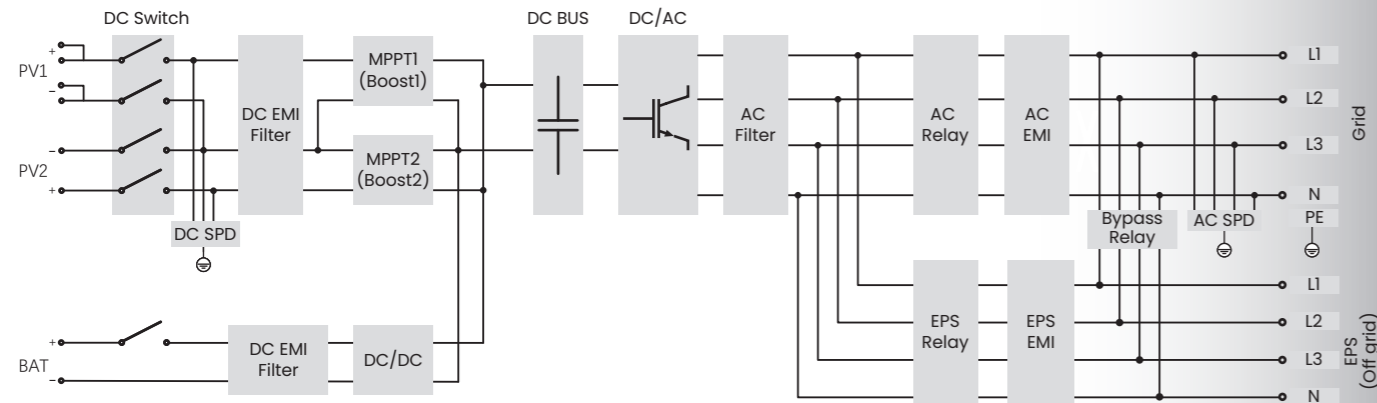 DC Switch
DC BUS
DC/AC
+
PV1
-
-
PV2
+
DC EMI
Filter
MPPT1
(Boost1)
MPPT2
(Boost2)
DC SPD
AC
Filter
AC
Relay
AC
EMI
L1
L2
L3
N
PE
Grid
Bypass
Relay
AC SPD
+
BAT
-
DC EMI
Filter
DC/DC
EPS
Relay
EPS
EMI
L1
L2
L3
N
EPS
(Off grid)